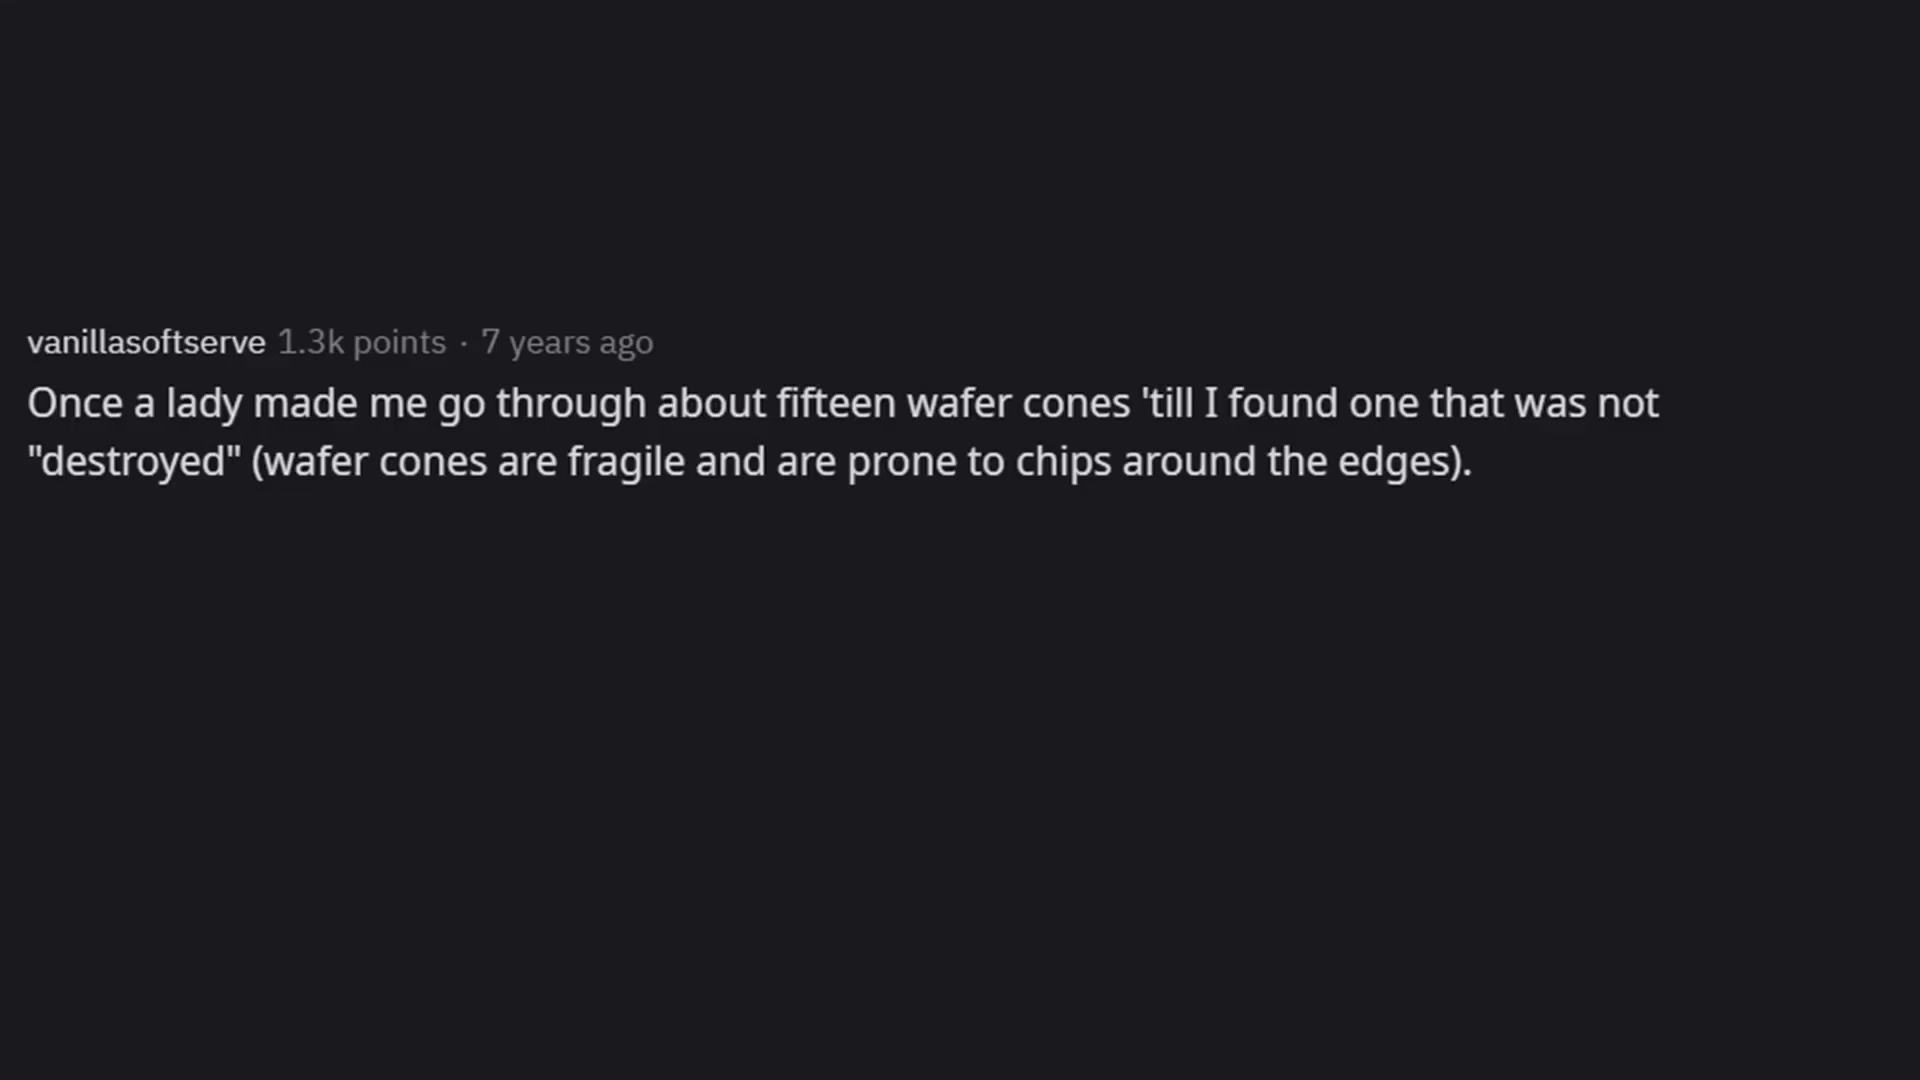 vanillasoftserve 1.3k points · 7 years ago
Once a lady made me go through about fifteen wafer cones 'till I found one that was not
"destroyed" (wafer cones are fragile and are prone to chips around the edges).